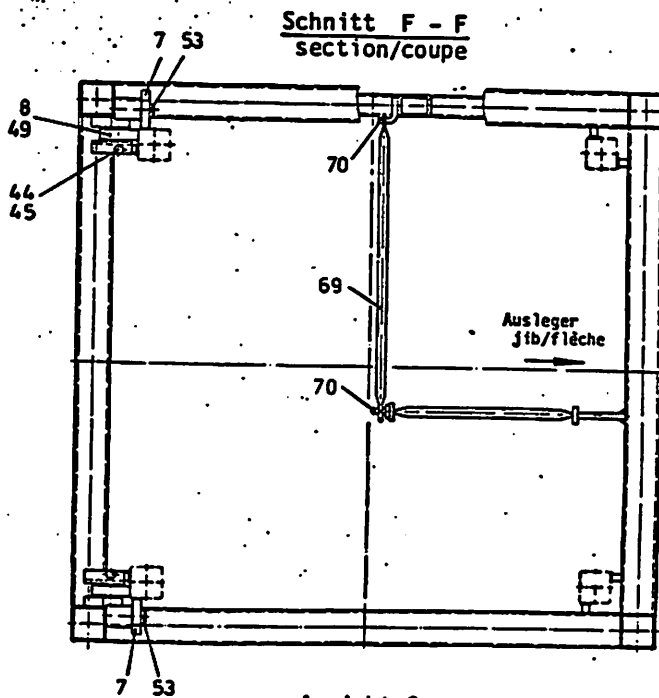 Schnitt F - F
section/coupe
7 53
8
49
44
45
70
69
Ausleger
jib/flèche
70
7 53